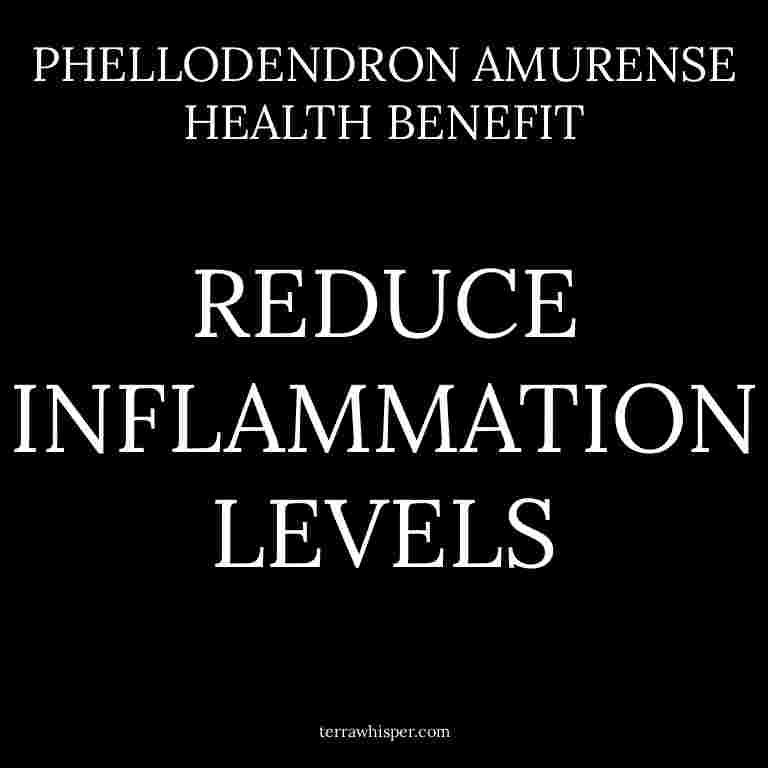 PHELLODENDRON AMURENSE
HEALTH BENEFIT
REDUCE
INFLAMMATION
LEVELS
terrawhisper.com